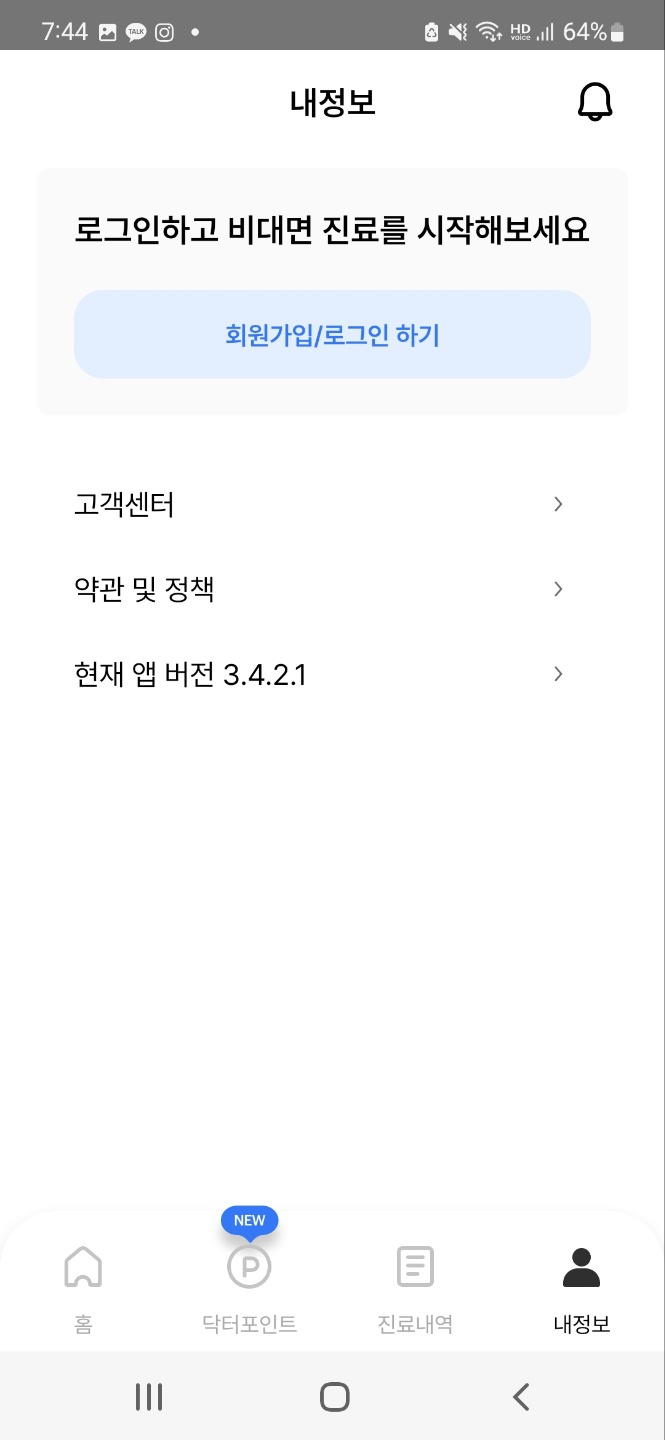 7:44 TALK HD voice 64%
내정보
로그인하고 비대면 진료를 시작해보세요
회원가입/로그인 하기
고객센터
약관 및 정책
현재 앱 버전 3.4.2.1
NEW
P
홈 닥터포인트 진료내역 내정보